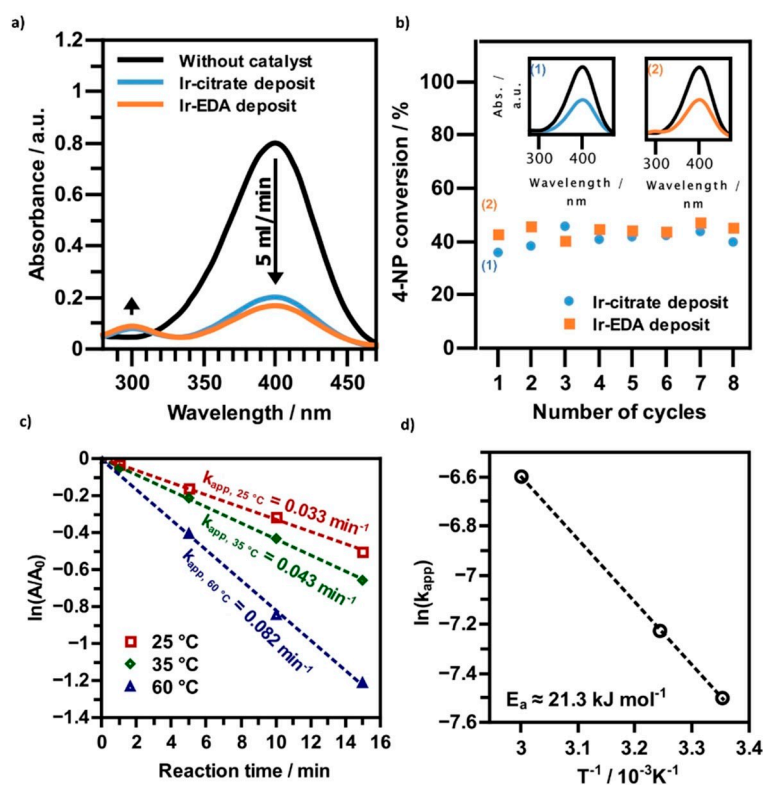 a)
1.2
1
0.8
0.6
0.4
0.2
0
Absorbance / a.u.
Without catalyst
Ir-citrate deposit
Ir-EDA deposit
5 ml/min
300
350
400
450
Wavelength / nm
b)
100
80
60
40
20
0
4-NP conversion / %
(1)
Abs. /
a.u.
300 400
Wavelength /
nm
(2)
300 400
Wavelength /
nm
(2)
(1)
Ir-citrate deposit
Ir-EDA deposit
1 2 3 4 5 6 7 8
Number of cycles
c)
0
−0.2
−0.4
−0.6
−0.8
−1
−1.2
−1.4
ln(A/A0)
kapp, 25 °C = 0.033 min-1
kapp, 35 °C = 0.043 min-1
kapp, 60 °C = 0.082 min-1
25 °C
35 °C
60 °C
0 2 4 6 8 10 12 14 16
Reaction time / min
d)
−6.6
−6.8
−7
−7.2
−7.4
−7.6
ln(kapp)
Ea ≈ 21.3 kJ mol-1
3 3.1 3.2 3.3 3.4
T-1 / 10-3K-1